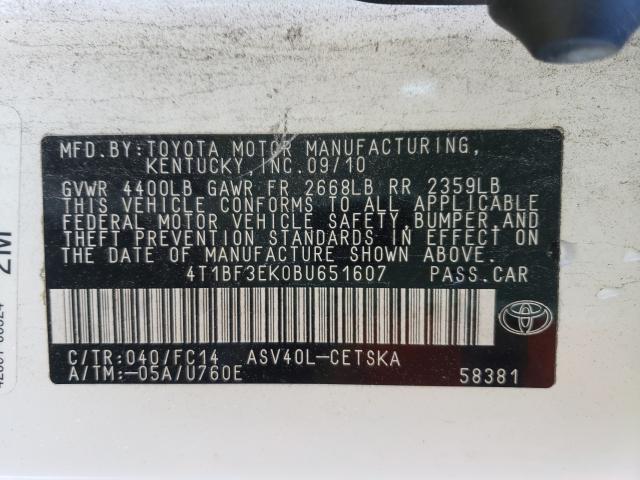 MFD.BY:TOYOTA MOTOR MANUFACTURING,
KENTUCKY, INC.09/10
GVWR 4400LB GAWR FR 2668LB RR 2359LB
THIS VEHICLE CONFORMS TO ALL APPLICABLE
FEDERAL MOTOR VEHICLE SAFETY,BUMPER,AND
THEFT PREVENTION STANDARDS IN EFFECT ON
THE DATE OF MANUFACTURE SHOWN ABOVE.
4T1BF3EK0BU651607 PASS.CAR
C/TR:040/FC14 ASV40L-CETSKA
A/TM:-05A/U760E 58381
2M